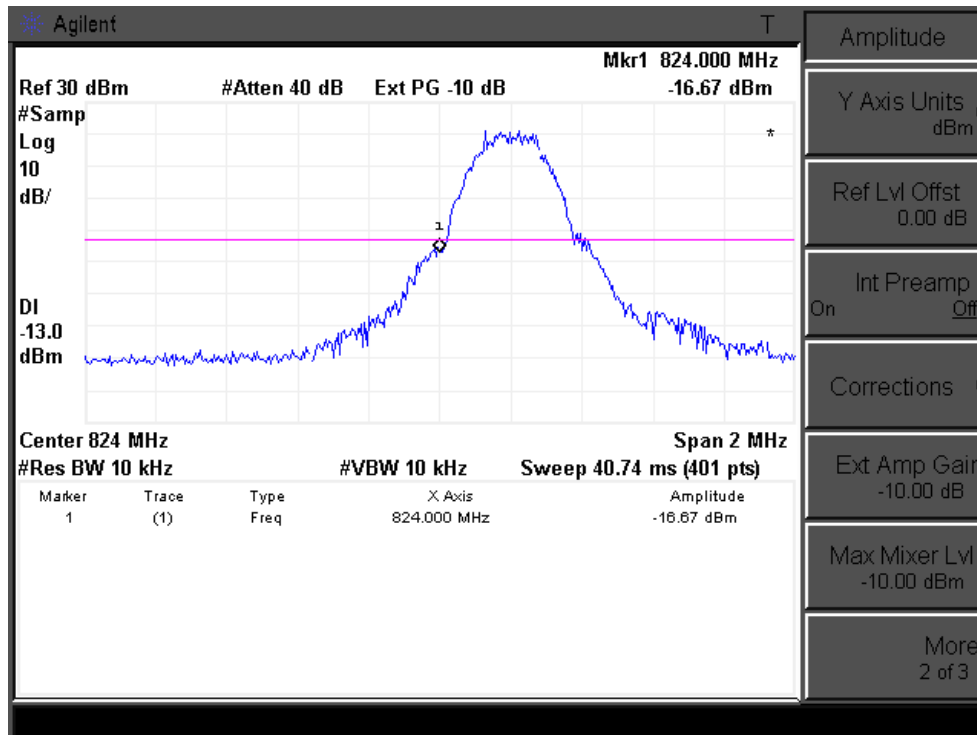 Agilent T
Mkr1 824.000 MHz
Ref 30 dBm #Atten 40 dB Ext PG -10 dB -16.67 dBm
#Samp
Log
10
dB/
*
1
DI
-13.0
dBm
Center 824 MHz Span 2 MHz
#Res BW 10 kHz #VBW 10 kHz Sweep 40.74 ms (401 pts)
Marker Trace Type X Axis Amplitude
1 (1) Freq 824.000 MHz -16.67 dBm
Amplitude
Y Axis Units
dBm
Ref Lvl Offst
0.00 dB
Int Preamp
On Off
Corrections
Ext Amp Gain
-10.00 dB
Max Mixer Lvl
-10.00 dBm
More
2 of 3